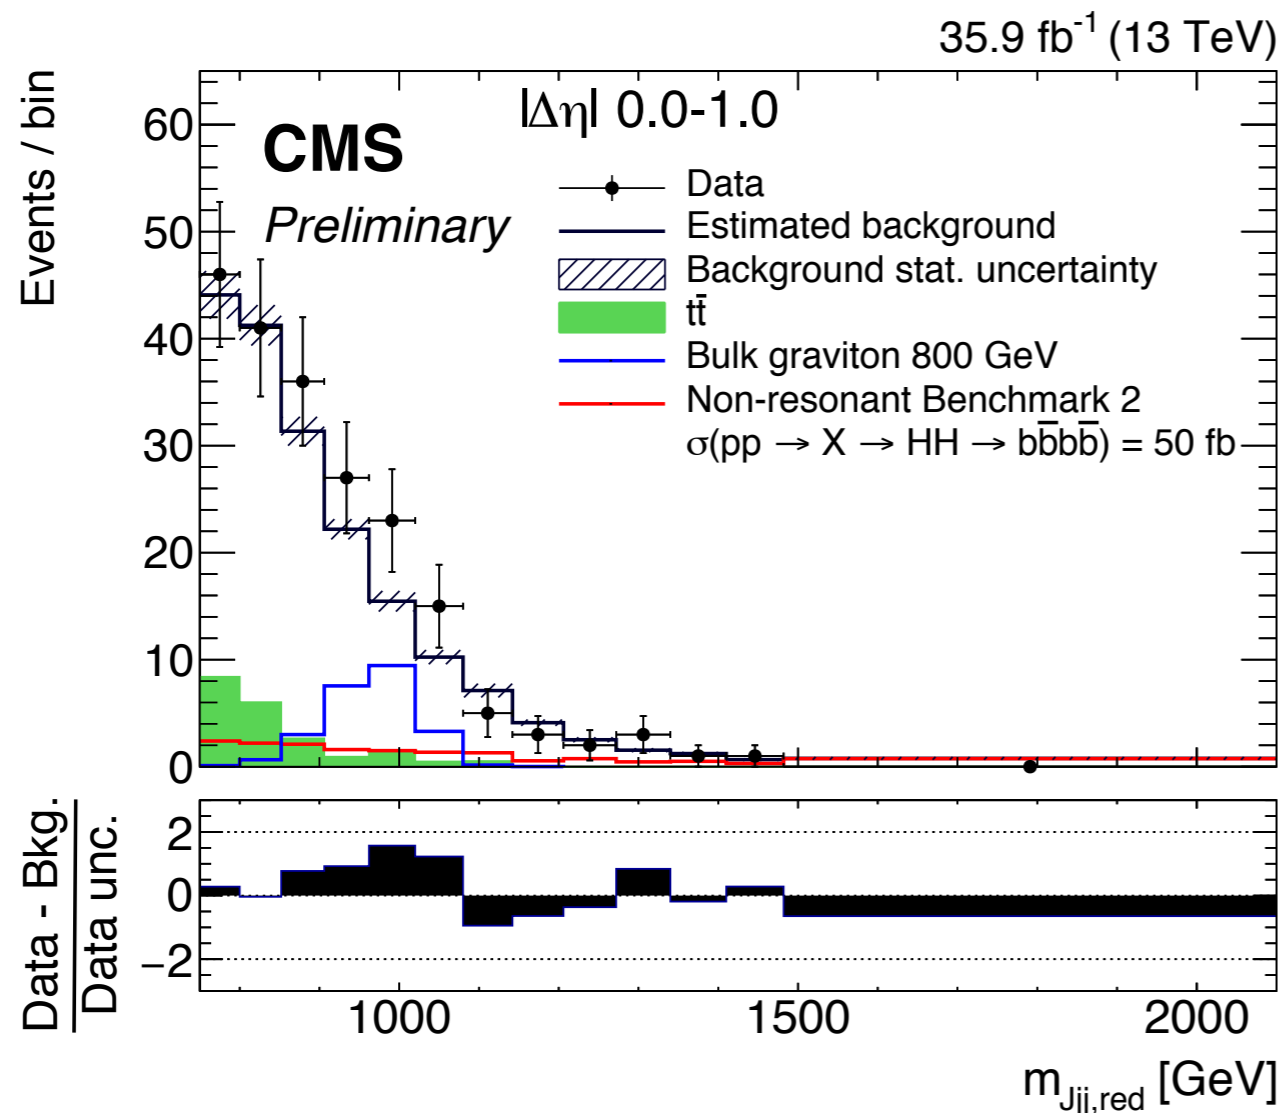 35.9 fb⁻¹ (13 TeV)
Events / bin
|Δη| 0.0-1.0
CMS
Preliminary
Data
Estimated background
Background stat. uncertainty
tt̄
Bulk graviton 800 GeV
Non-resonant Benchmark 2
σ(pp → X → HH → bb̄bb̄) = 50 fb
60
50
40
30
20
10
0
Data - Bkg.
Data unc.
2
0
−2
1000 1500 2000
m_Jjj,red [GeV]